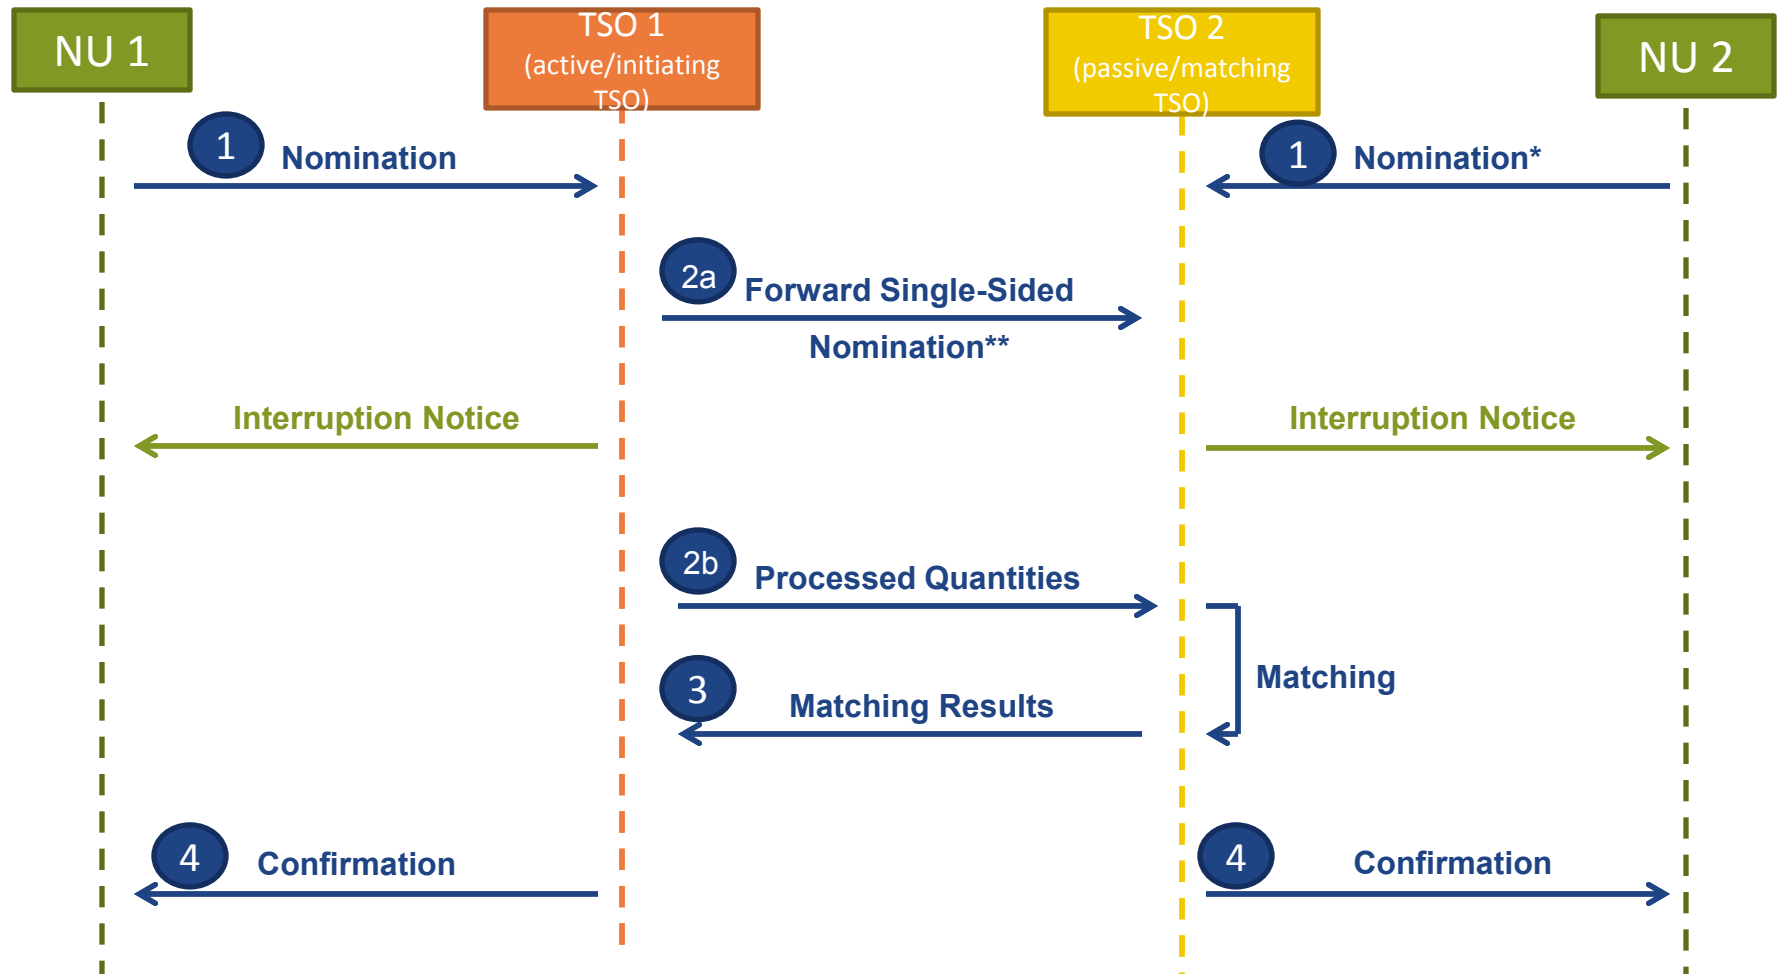 NU 1
TSO 1
(active/initiating
TSO)
TSO 2
(passive/matching
TSO)
NU 2
1
Nomination
1
Nomination*
2a
Forward Single-Sided
Nomination**
Interruption Notice
Interruption Notice
2b
Processed Quantities
Matching
3
Matching Results
4
Confirmation
4
Confirmation